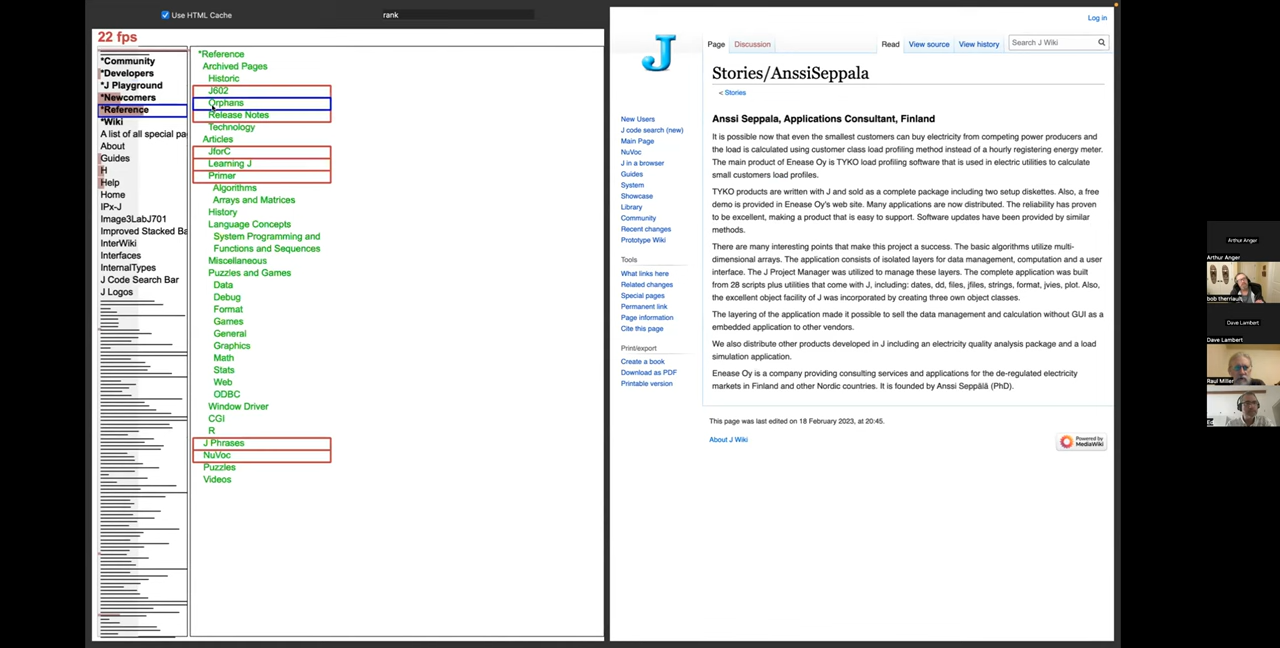 Use HTML Cache
rank
22 fps
*Community
*Developers
*J Playground
*Newcomers
*Reference
*Wiki
A list of all special pa
About
Guides
H
Help
Home
IPx-J
Image3LabJ701
Improved Stacked Ba
InterWiki
Interfaces
InternalTypes
J Code Search Bar
J Logos
*Reference
Archived Pages
Historic
J602
Orphans
Release Notes
Technology
Articles
JforC
Learning J
Primer
Algorithms
Arrays and Matrices
History
Language Concepts
System Programming and
Functions and Sequences
Miscellaneous
Puzzles and Games
Data
Debug
Format
Games
General
Graphics
Math
Stats
Web
ODBC
Window Driver
CGI
R
J Phrases
NuVoc
Puzzles
Videos
Log in
J
Page Discussion Read View source View history Search J Wiki
Stories/AnssiSeppala
< Stories
New Users
J code search (new)
Main Page
NuVoc
J in a browser
Guides
System
Showcase
Library
Community
Recent changes
Prototype Wiki
Tools
What links here
Related changes
Special pages
Permanent link
Page information
Cite this page
Print/export
Create a book
Download as PDF
Printable version
Anssi Seppala, Applications Consultant, Finland
It is possible now that even the smallest customers can buy electricity from competing power producers and
the load is calculated using customer class load profiling method instead of a hourly registering energy meter.
The main product of Enease Oy is TYKO load profiling software that is used in electric utilities to calculate
small customers load profiles.
TYKO products are written with J and sold as a complete package including two setup diskettes. Also, a free
demo is provided in Enease Oy's web site. Many applications are now distributed. The reliability has proven
to be excellent, making a product that is easy to support. Software updates have been provided by similar
methods.
There are many interesting points that make this project a success. The basic algorithms utilize multi-
dimensional arrays. The application consists of isolated layers for data management, computation and a user
interface. The J Project Manager was utilized to manage these layers. The complete application was built
from 28 scripts plus utilities that come with J, including: dates, dd, files, jfiles, strings, format, jvies, plot. Also,
the excellent object facility of J was incorporated by creating three own object classes.
The layering of the application made it possible to sell the data management and calculation without GUI as a
embedded application to other vendors.
We also distribute other products developed in J including an electricity quality analysis package and a load
simulation application.
Enease Oy is a company providing consulting services and applications for the de-regulated electricity
markets in Finland and other Nordic countries. It is founded by Anssi Seppälä (PhD).
This page was last edited on 18 February 2023, at 20:45.
About J Wiki
Powered by
MediaWiki
Arthur Anger
Arthur Anger
bob therriault
Dave Lambert
Dave Lambert
Raul Miller
Ed